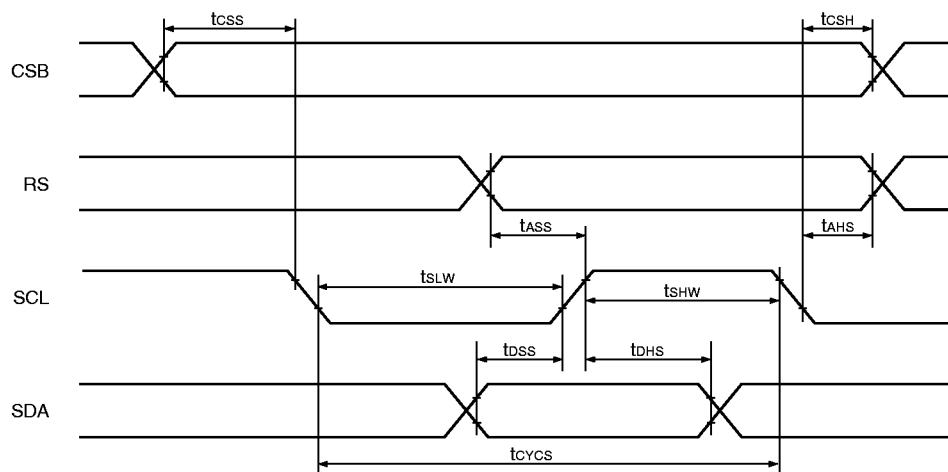 tCSS
tCSH
CSB
RS
tASS
tAHS
SCL
tSLW
tSHW
tDSS
tDHS
SDA
tCYCS